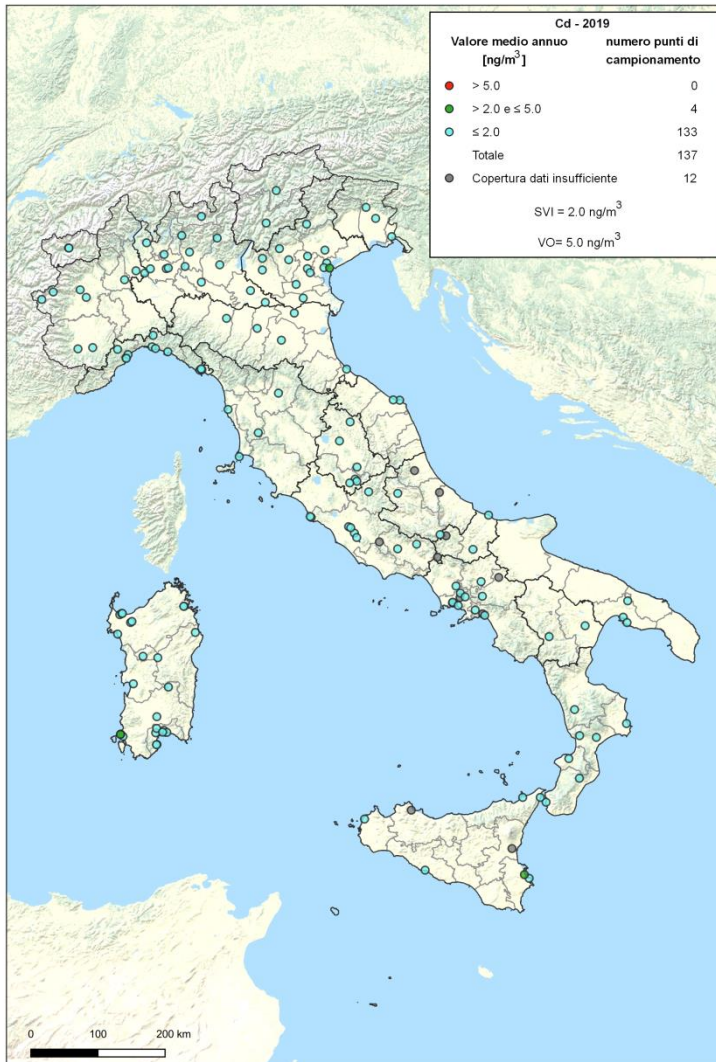 Cd - 2019
Valore medio annuo numero punti di
[ng/m³] campionamento
> 5.0 0
> 2.0 e ≤ 5.0 4
≤ 2.0 133
Totale 137
Copertura dati insufficiente 12
SVI = 2.0 ng/m³
VO= 5.0 ng/m³
0 100 200 km